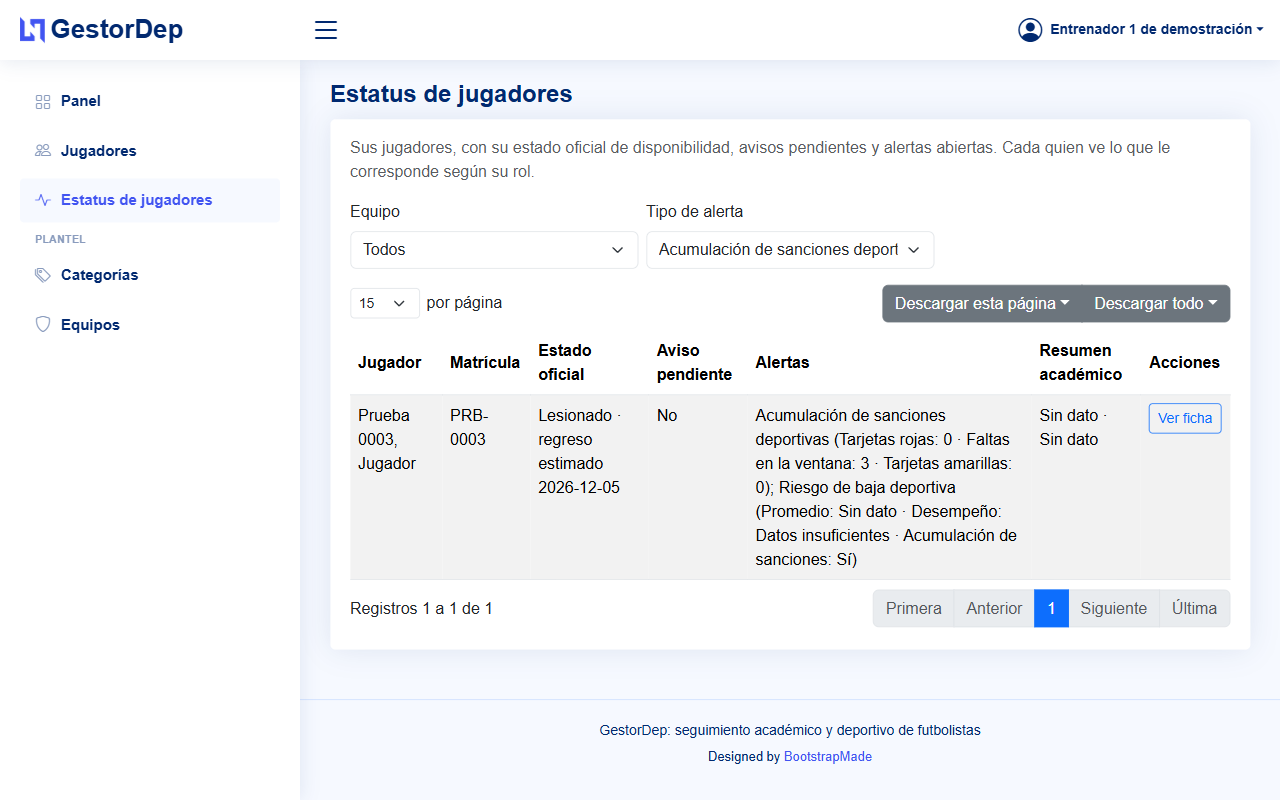 GestorDep
Entrenador 1 de demostración
Panel
Jugadores
Estatus de jugadores
PLANTEL
Categorías
Equipos
Estatus de jugadores
Sus jugadores, con su estado oficial de disponibilidad, avisos pendientes y alertas abiertas. Cada quien ve lo que le
corresponde según su rol.
Equipo
Tipo de alerta
Todos
Acumulación de sanciones deport
15 por página
Descargar esta página
Descargar todo
Jugador
Matrícula
Estado
oficial
Aviso
pendiente
Alertas
Resumen
académico
Acciones
Prueba
0003,
Jugador
PRB-
0003
Lesionado ·
regreso
estimado
2026-12-05
No
Acumulación de sanciones
deportivas (Tarjetas rojas: 0 · Faltas
en la ventana: 3 · Tarjetas amarillas:
0); Riesgo de baja deportiva
(Promedio: Sin dato · Desempeño:
Datos insuficientes · Acumulación de
sanciones: Sí)
Sin dato ·
Sin dato
Ver ficha
Registros 1 a 1 de 1
Primera
Anterior
1
Siguiente
Última
GestorDep: seguimiento académico y deportivo de futbolistas
Designed by BootstrapMade